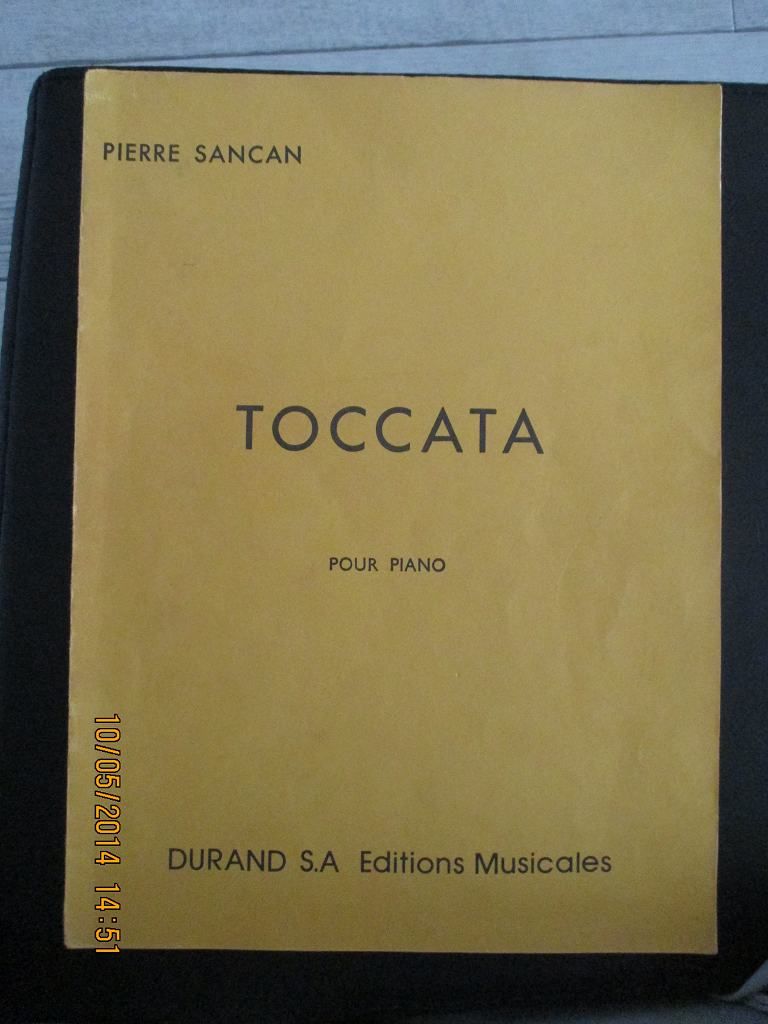 PIERRE SANCAN
TOCCATA
POUR PIANO
DURAND S.A Editions Musicales
10/05/2014 14:51